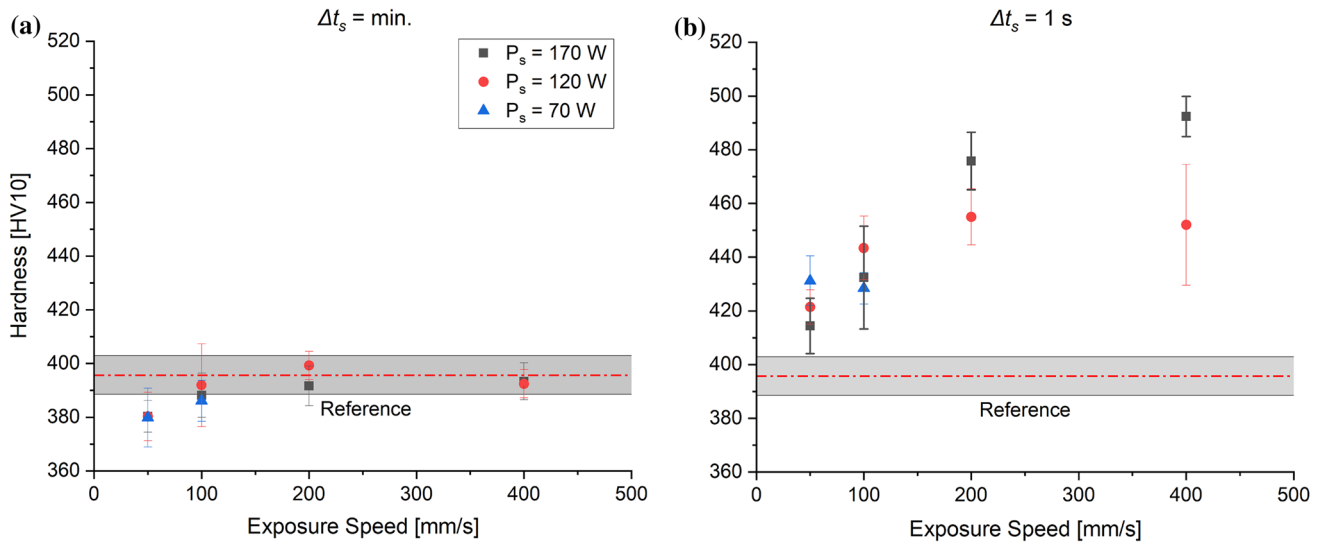 (a)
Δts = min.
520
500
480
460
440
420
400
380
360
Hardness [HV10]
Ps = 170 W
Ps = 120 W
Ps = 70 W
Reference
0 100 200 300 400 500
Exposure Speed [mm/s]
(b)
Δts = 1 s
520
500
480
460
440
420
400
380
360
Reference
0 100 200 300 400 500
Exposure Speed [mm/s]